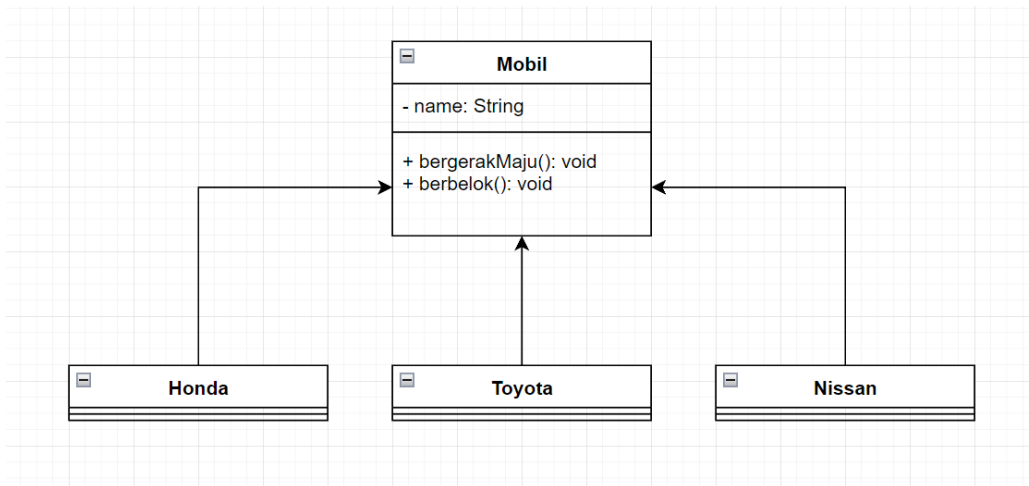 Mobil
- name: String
+ bergerakMaju(): void
+ berbelok(): void
Honda
Toyota
Nissan